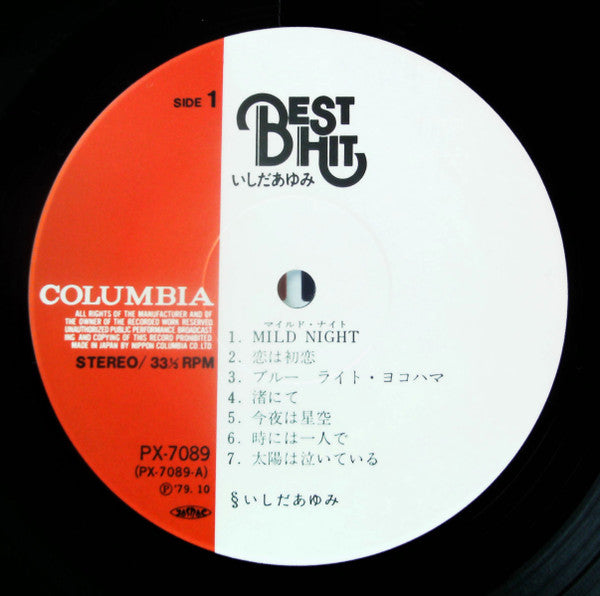 SIDE 1
BEST
HIT
いしだあゆみ
COLUMBIA
ALL RIGHTS OF THE MANUFACTURER AND OF
THE OWNER OF THE RECORDED WORK RESERVED.
UNAUTHORIZED PUBLIC PERFORMANCE BROADCAST-
ING AND COPYING OF THIS RECORD PROHIBITED
MADE IN JAPAN BY NIPPON COLUMBIA CO. LTD.
STEREO/33⅓ RPM
マイルド・ナイト
1. MILD NIGHT
2. 恋は初恋
3. ブルー ライト・ヨコハマ
4. 渚にて
5. 今夜は星空
6. 時には一人で
7. 太陽は泣いている
PX-7089
(PX-7089-A)
Ⓟ'79.10
§いしだあゆみ